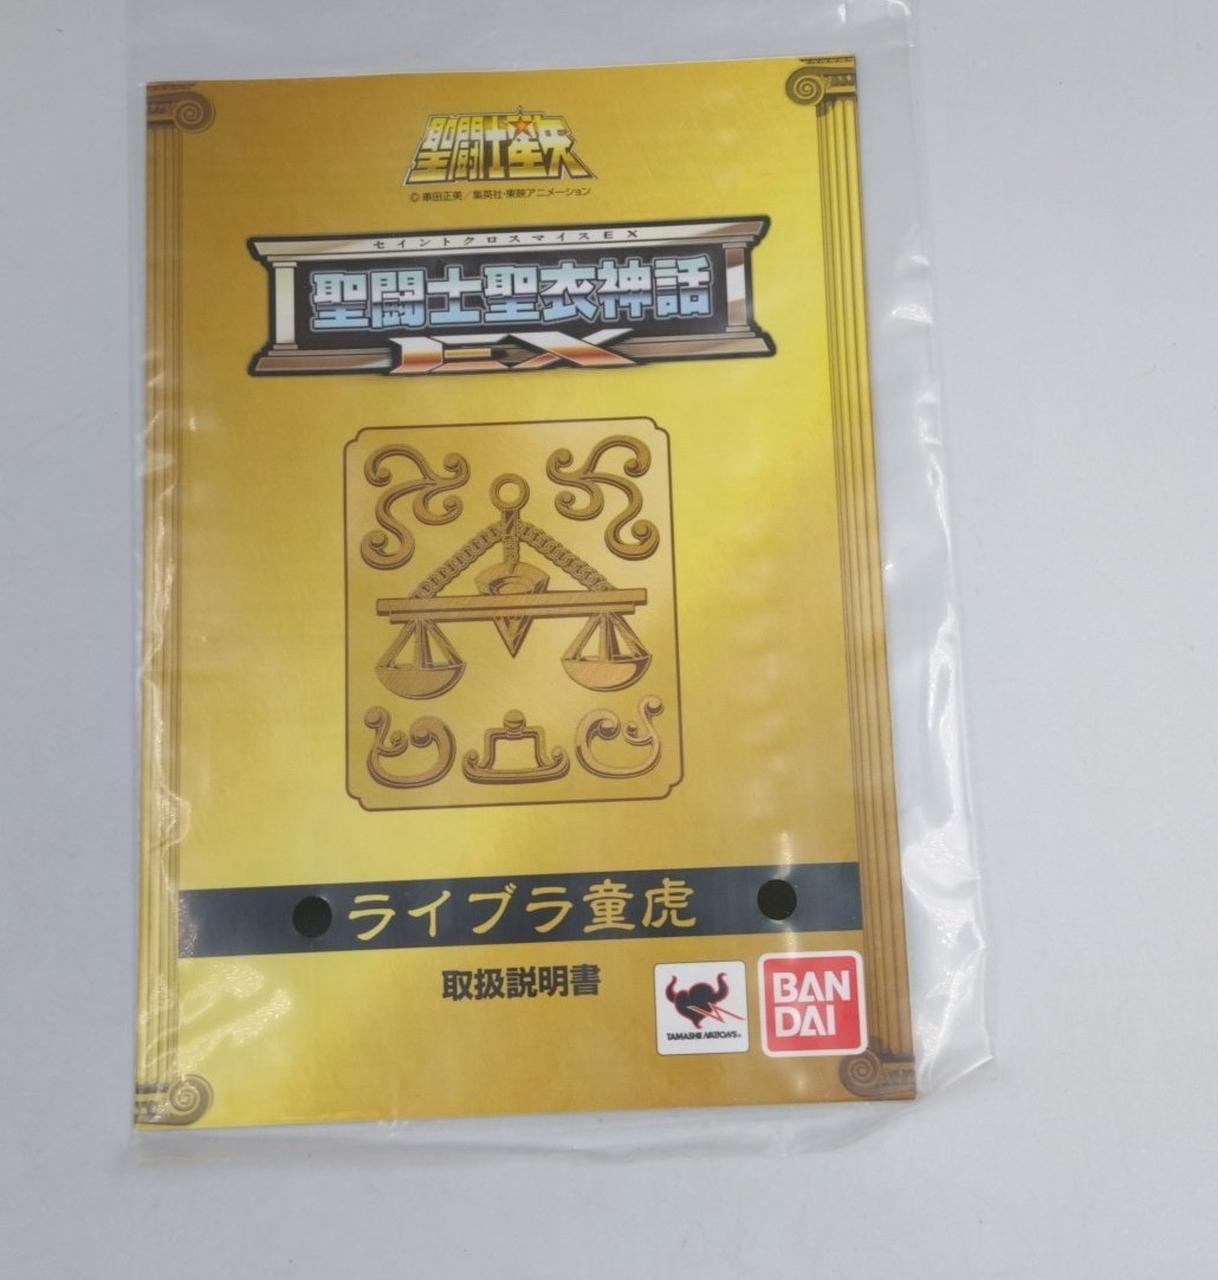 聖闘士星矢
© 車田正美／集英社・東映アニメーション
セイントクロスマイスEX
聖闘士聖衣神話
EX
ライブラ童虎
取扱説明書
TAMASHII NATIONS
BAN
DAI